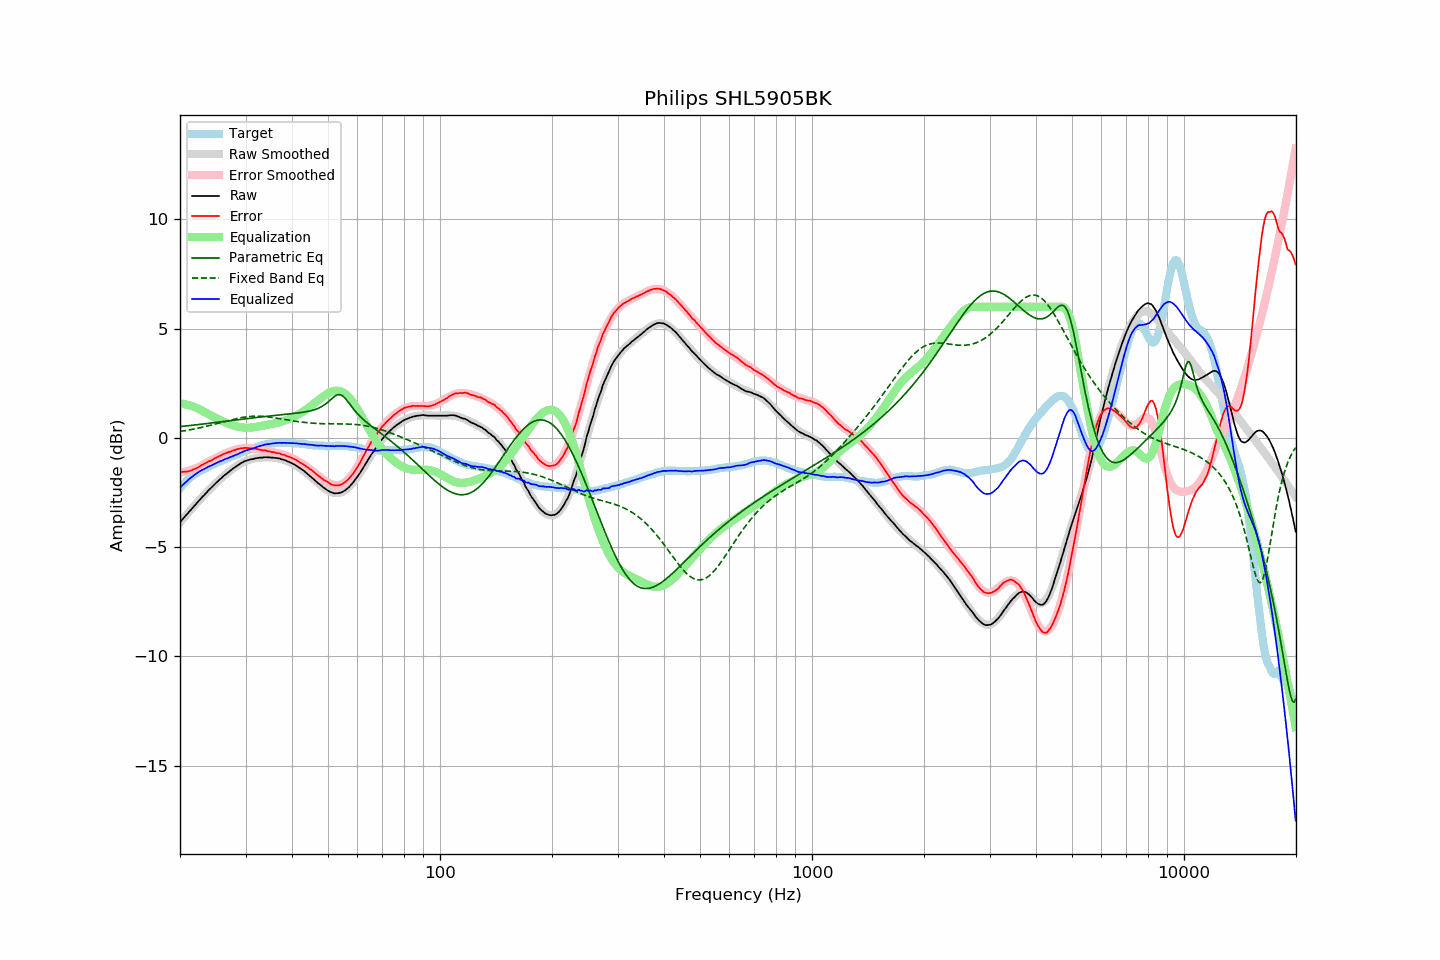 Philips SHL5905BK
Target
Raw Smoothed
Error Smoothed
Raw
Error
Equalization
Parametric Eq
Fixed Band Eq
Equalized
10
5
0
−5
−10
−15
Amplitude (dBr)
100
1000
10000
Frequency (Hz)